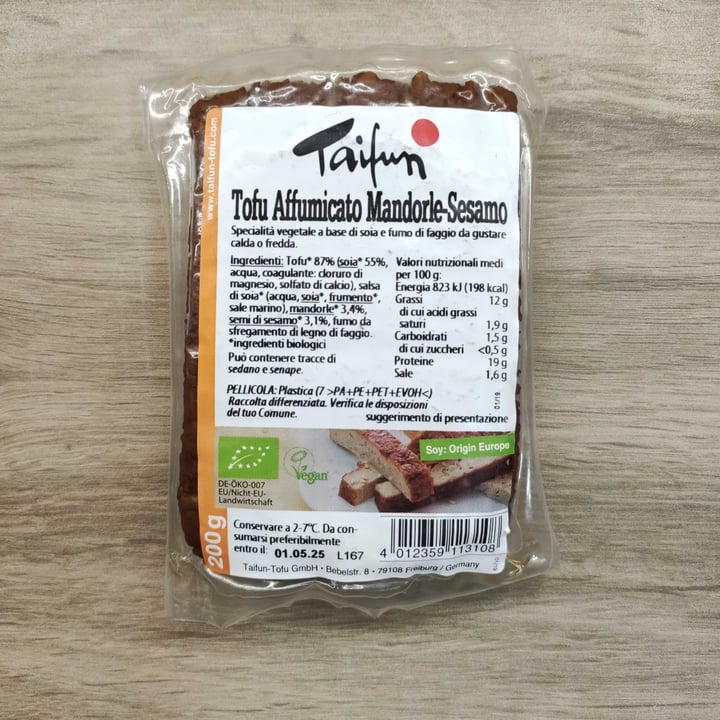 www.taifun-tofu.com
Taifun
Tofu Affumicato Mandorle-Sesamo
Specialità vegetale a base di soia e fumo di faggio da gustare
calda o fredda.
Ingredienti: Tofu* 87% (soia* 55%,
acqua, coagulante: cloruro di
magnesio, solfato di calcio), salsa
di soia* (acqua, soia*, frumento*,
sale marino), mandorle* 3,4%,
semi di sesamo* 3,1%, fumo da
sfregamento di legno di faggio.
*ingredienti biologici
Può contenere tracce di
sedano e senape.
Valori nutrizionali medi
per 100 g:
Energia 823 kJ (198 kcal)
Grassi 12 g
di cui acidi grassi
saturi 1,9 g
Carboidrati 1,5 g
di cui zuccheri <0,5 g
Proteine 19 g
Sale 1,6 g
PELLICOLA: Plastica (7 >PA+PE+PET+EVOH<)
Raccolta differenziata. Verifica le disposizioni
del tuo Comune.
01/19
suggerimento di presentazione
Soy: Origin Europe
DE-ÖKO-007
EU/Nicht-EU-
Landwirtschaft
Vegan
200 g
Conservare a 2-7°C. Da con-
sumarsi preferibilmente
entro il: 01.05.25 L167
4 012359 113108
Taifun-Tofu GmbH • Bebelstr. 8 • 79108 Freiburg / Germany